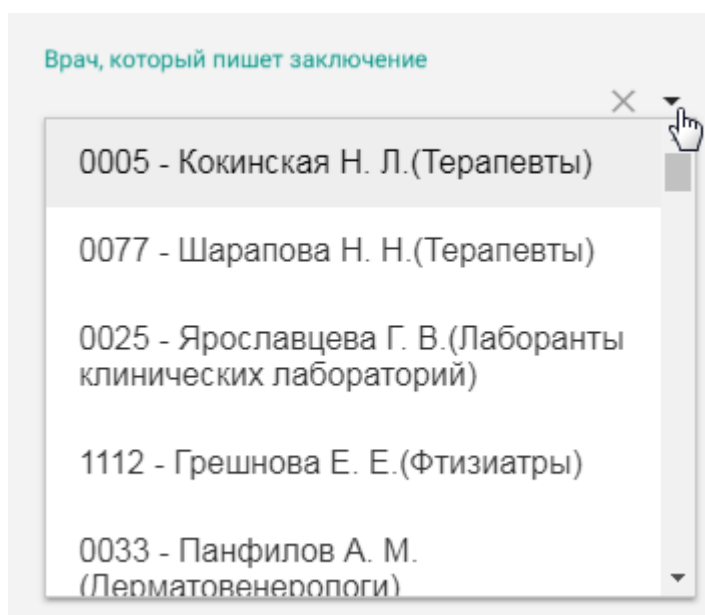 Врач, который пишет заключение
0005 - Кокинская Н. Л.(Терапевты)
0077 - Шарапова Н. Н.(Терапевты)
0025 - Ярославцева Г. В.(Лаборанты
клинических лабораторий)
1112 - Грешнова Е. Е.(Фтизиатры)
0033 - Панфилов А. М.
(Дерматовенерологи)